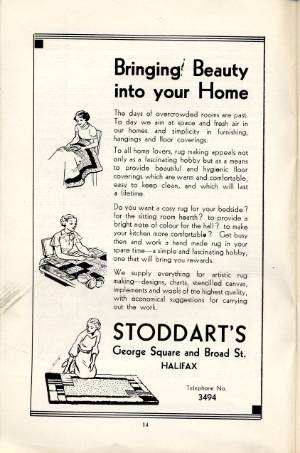 Bringing Beauty
into your Home
The days of overcrowded rooms are past.
To day we aim at space and fresh air in
our homes. and simplicity in furnishing,
hangings and floor coverings.
To all home lovers, rug making appeals not
only as a fascinating hobby but as a means
to provide beautiful and hygienic floor
coverings which are warm and comfortable,
easy to keep clean, and which will last
a lifetime.
Do you want a cosy rug for your bedside?
for the sitting room hearth? to provide a
bright note of colour for the hall? to make
your kitchen more comfortable? Get busy
then and work a hand made rug in your
spare time—a simple and fascinating hobby,
one that will bring you rewards.
We supply everything for artistic rug
making—designs, charts, stencilled canvas,
implements and wools of the highest quality,
with economical suggestions for carrying
out the work.
STODDART'S
George Square and Broad St.
HALIFAX
Telephone No.
3494
14